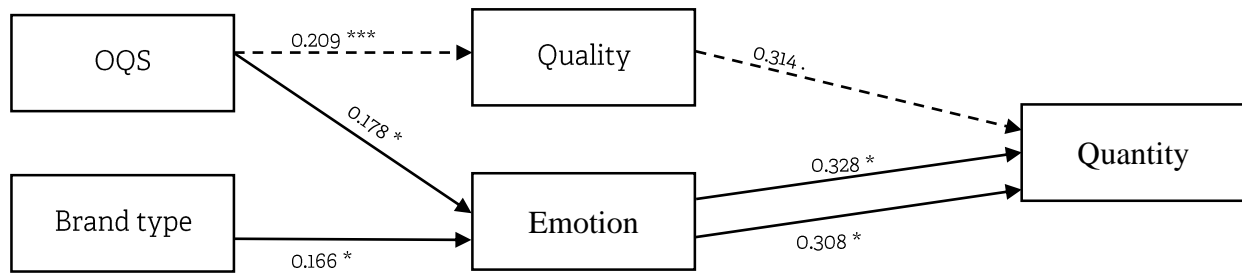 OQS
0.209 ***
Quality
0.314 .
0.178 *
Quantity
Brand type
0.166 *
Emotion
0.328 *
0.308 *